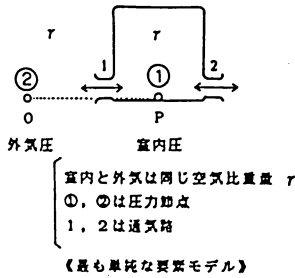 γ γ
1 2
② ①
O P
外気圧 室内圧
室内と外気は同じ空気比重量 γ
①, ②は圧力節点
1, 2は通気路
《最も単純な要素モデル》